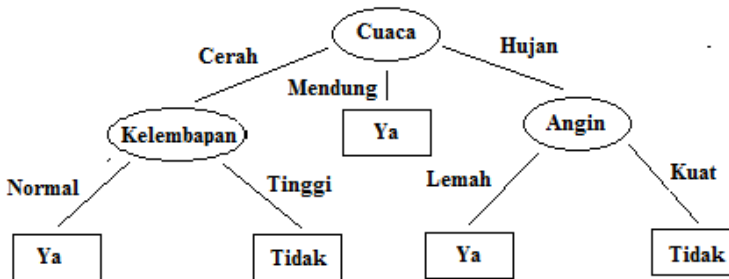 Cuaca
Cerah
Hujan
Mendung
Kelembapan
Ya
Angin
Normal
Tinggi
Lemah
Kuat
Ya
Tidak
Ya
Tidak